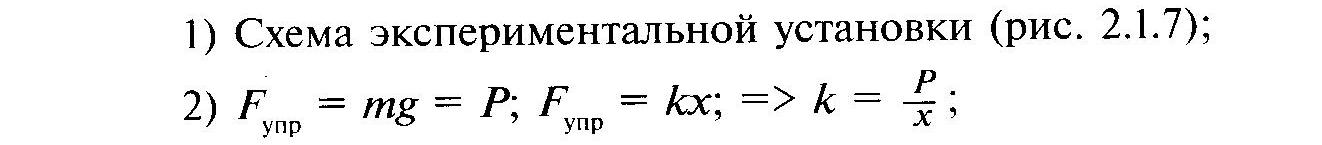 1) Схема экспериментальной установки (рис. 2.1.7);
2) F_упр = mg = P; F_упр = kx; => k = P/x;